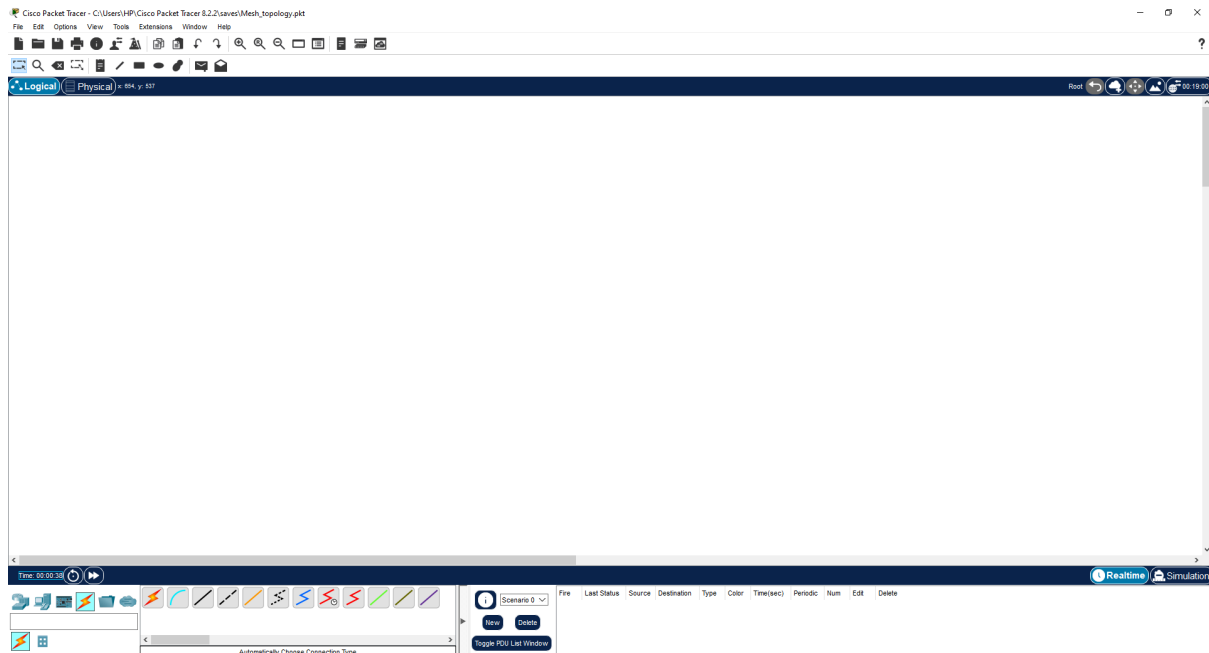 Cisco Packet Tracer - C:\Users\HP\Cisco Packet Tracer 8.2.2\saves\Mesh_topology.pkt
File Edit Options View Tools Extensions Window Help
?
Logical Physical x: 654, y: 537 Root 00:19:00
Time: 00:00:38 Realtime Simulation
Scenario 0 Fire Last Status Source Destination Type Color Time(sec) Periodic Num Edit Delete
New Delete
Toggle PDU List Window
Automatically Choose Connection Type